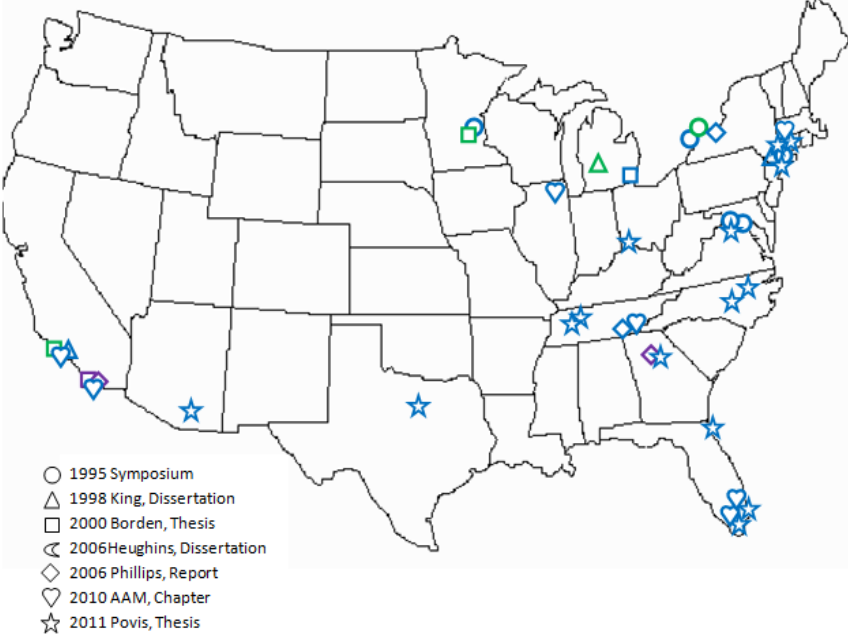 1995 Symposium
1998 King, Dissertation
2000 Borden, Thesis
2006Heughins, Dissertation
2006 Phillips, Report
2010 AAM, Chapter
2011 Povis, Thesis